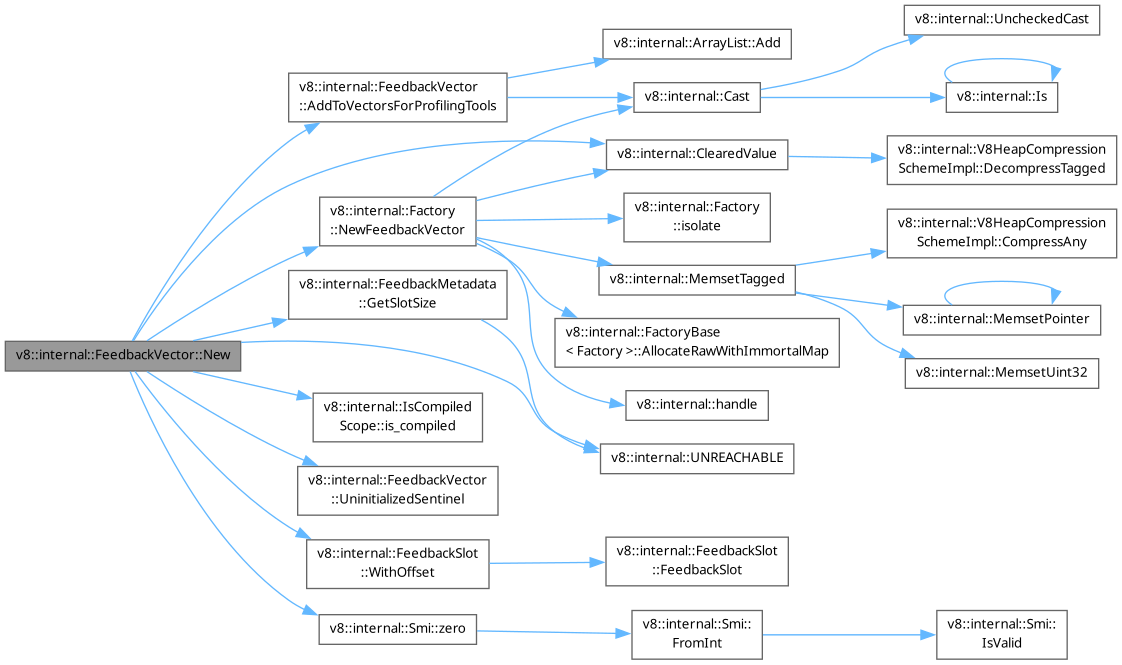 v8::internal::FeedbackVector::New
v8::internal::FeedbackVector
::AddToVectorsForProfilingTools
v8::internal::Factory
::NewFeedbackVector
v8::internal::FeedbackMetadata
::GetSlotSize
v8::internal::IsCompiled
Scope::is_compiled
v8::internal::FeedbackVector
::UninitializedSentinel
v8::internal::FeedbackSlot
::WithOffset
v8::internal::Smi::zero
v8::internal::ArrayList::Add
v8::internal::Cast
v8::internal::ClearedValue
v8::internal::Factory
::isolate
v8::internal::MemsetTagged
v8::internal::FactoryBase
< Factory >::AllocateRawWithImmortalMap
v8::internal::handle
v8::internal::UNREACHABLE
v8::internal::FeedbackSlot
::FeedbackSlot
v8::internal::Smi::
FromInt
v8::internal::UncheckedCast
v8::internal::Is
v8::internal::V8HeapCompression
SchemeImpl::DecompressTagged
v8::internal::V8HeapCompression
SchemeImpl::CompressAny
v8::internal::MemsetPointer
v8::internal::MemsetUint32
v8::internal::Smi::
IsValid